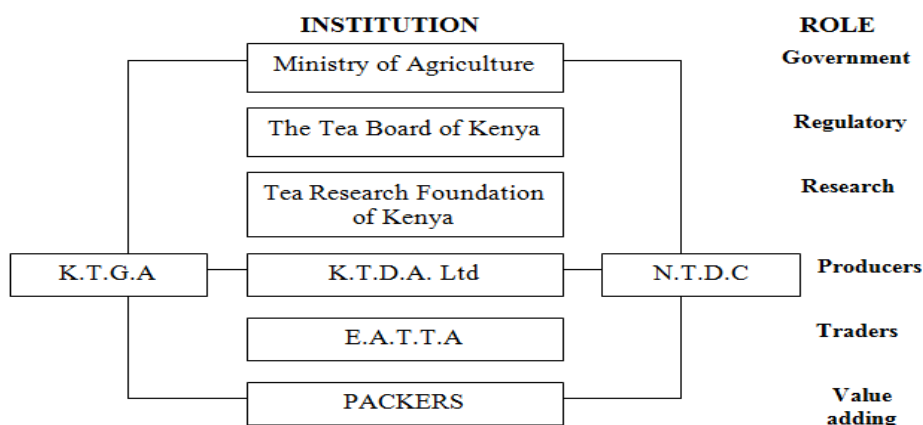 INSTITUTION ROLE
Ministry of Agriculture Government
The Tea Board of Kenya Regulatory
Tea Research Foundation Research
of Kenya
K.T.G.A K.T.D.A. Ltd N.T.D.C Producers
E.A.T.T.A Traders
PACKERS Value
adding